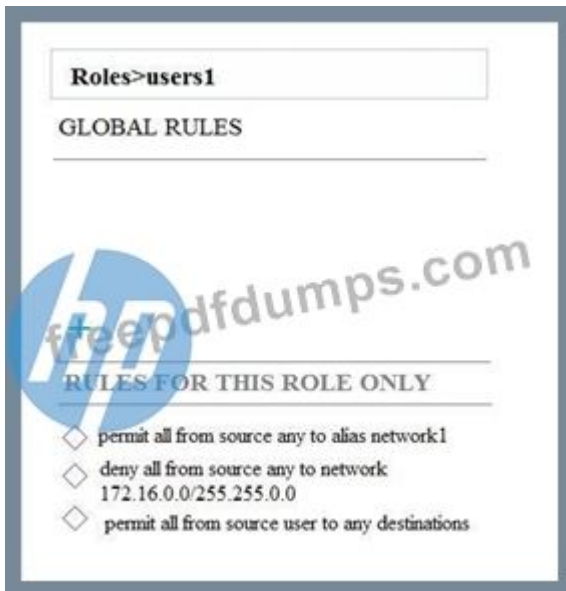 Roles>users1
GLOBAL RULES
freepdfdumps.com
hp
+
RULES FOR THIS ROLE ONLY
permit all from source any to alias network1
deny all from source any to network
172.16.0.0/255.255.0.0
permit all from source user to any destinations